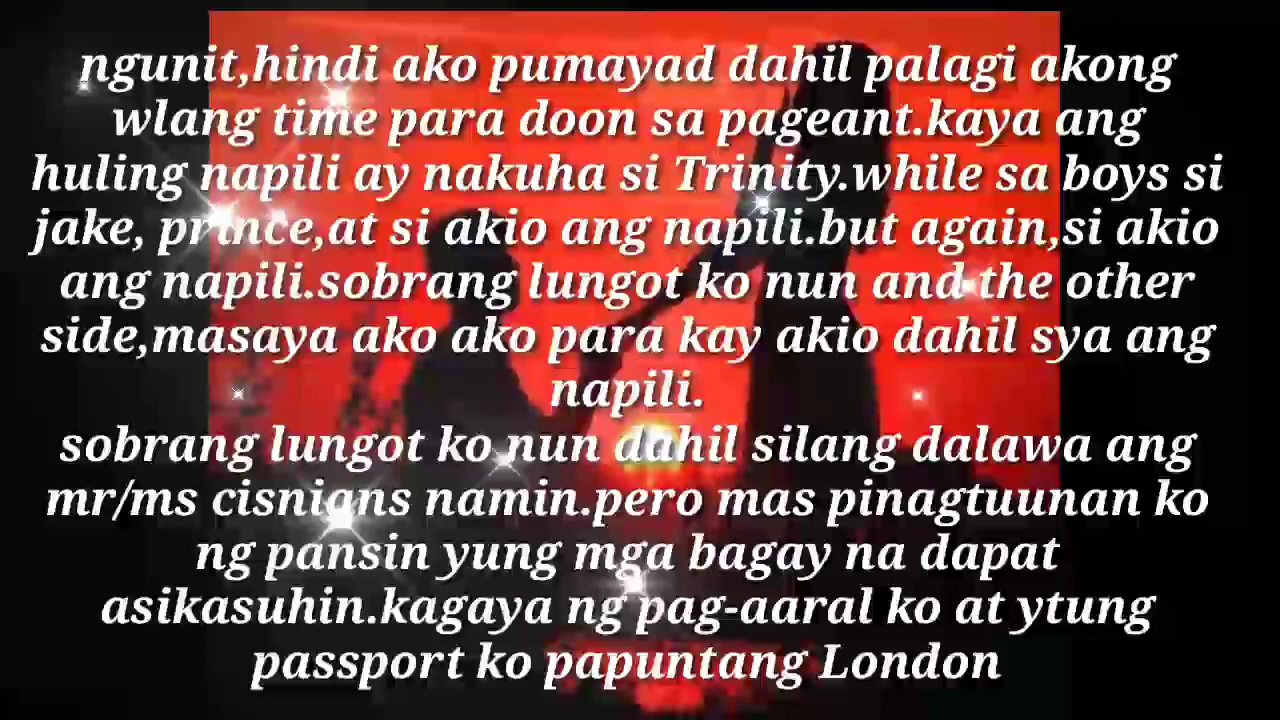 ngunit,hindi ako pumayad dahil palagi akong
wlang time para doon sa pageant.kaya ang
huling napili ay nakuha si Trinity.while sa boys si
jake, prince,at si akio ang napili.but again,si akio
ang napili.sobrang lungot ko nun and the other
side,masaya ako ako para kay akio dahil sya ang
napili.
sobrang lungot ko nun dahil silang dalawa ang
mr/ms cisnians namin.pero mas pinagtuunan ko
ng pansin yung mga bagay na dapat
asikasuhin.kagaya ng pag-aaral ko at ytung
passport ko papuntang London